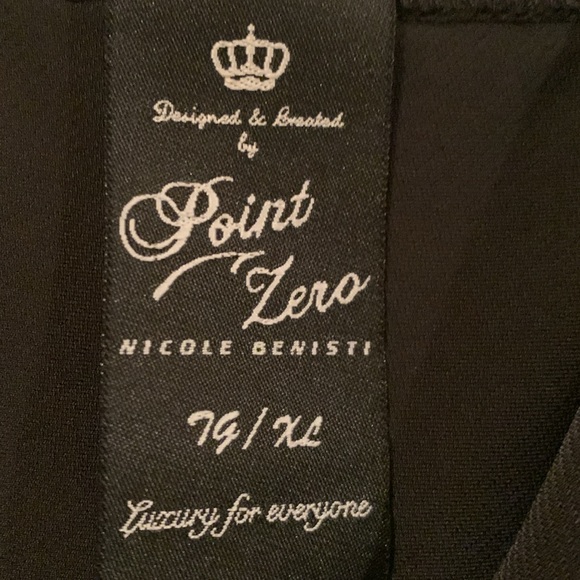 Designed & Created
by
Point
Zero
NICOLE BENISTI
TG / XL
Luxury for everyone